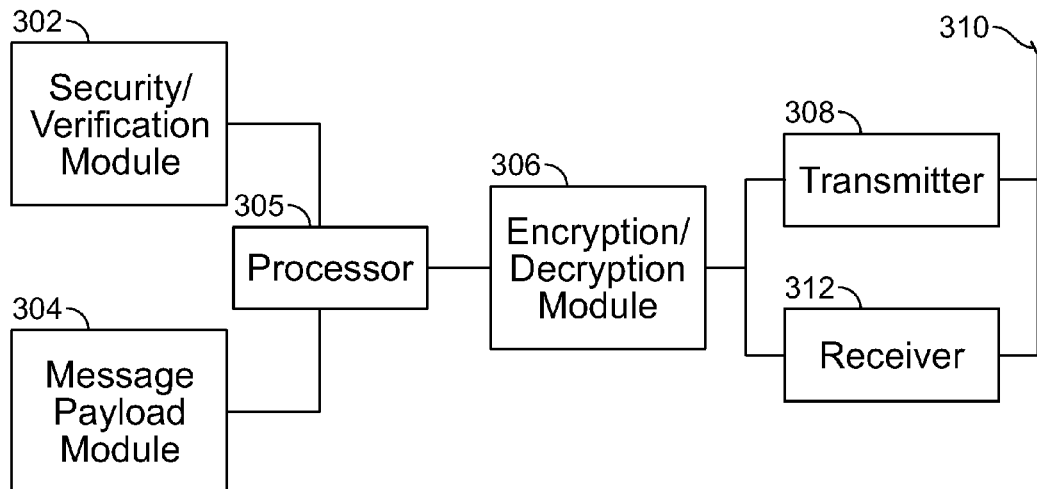 302
Security/
Verification
Module
304
Message
Payload
Module
305
Processor
306
Encryption/
Decryption
Module
308
Transmitter
312
Receiver
310